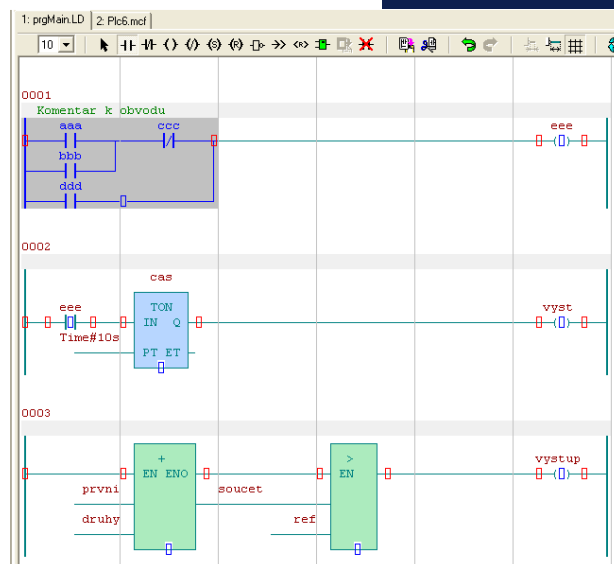 1: prgMain.LD 2: Plc6.mcf
10
0001
Komentar k obvodu
aaa ccc eee
bbb
ddd
0002
cas
eee TON vyst
IN Q
Time#10s
PT ET
0003
+ > vystup
EN ENO EN
prvni soucet
druhy ref